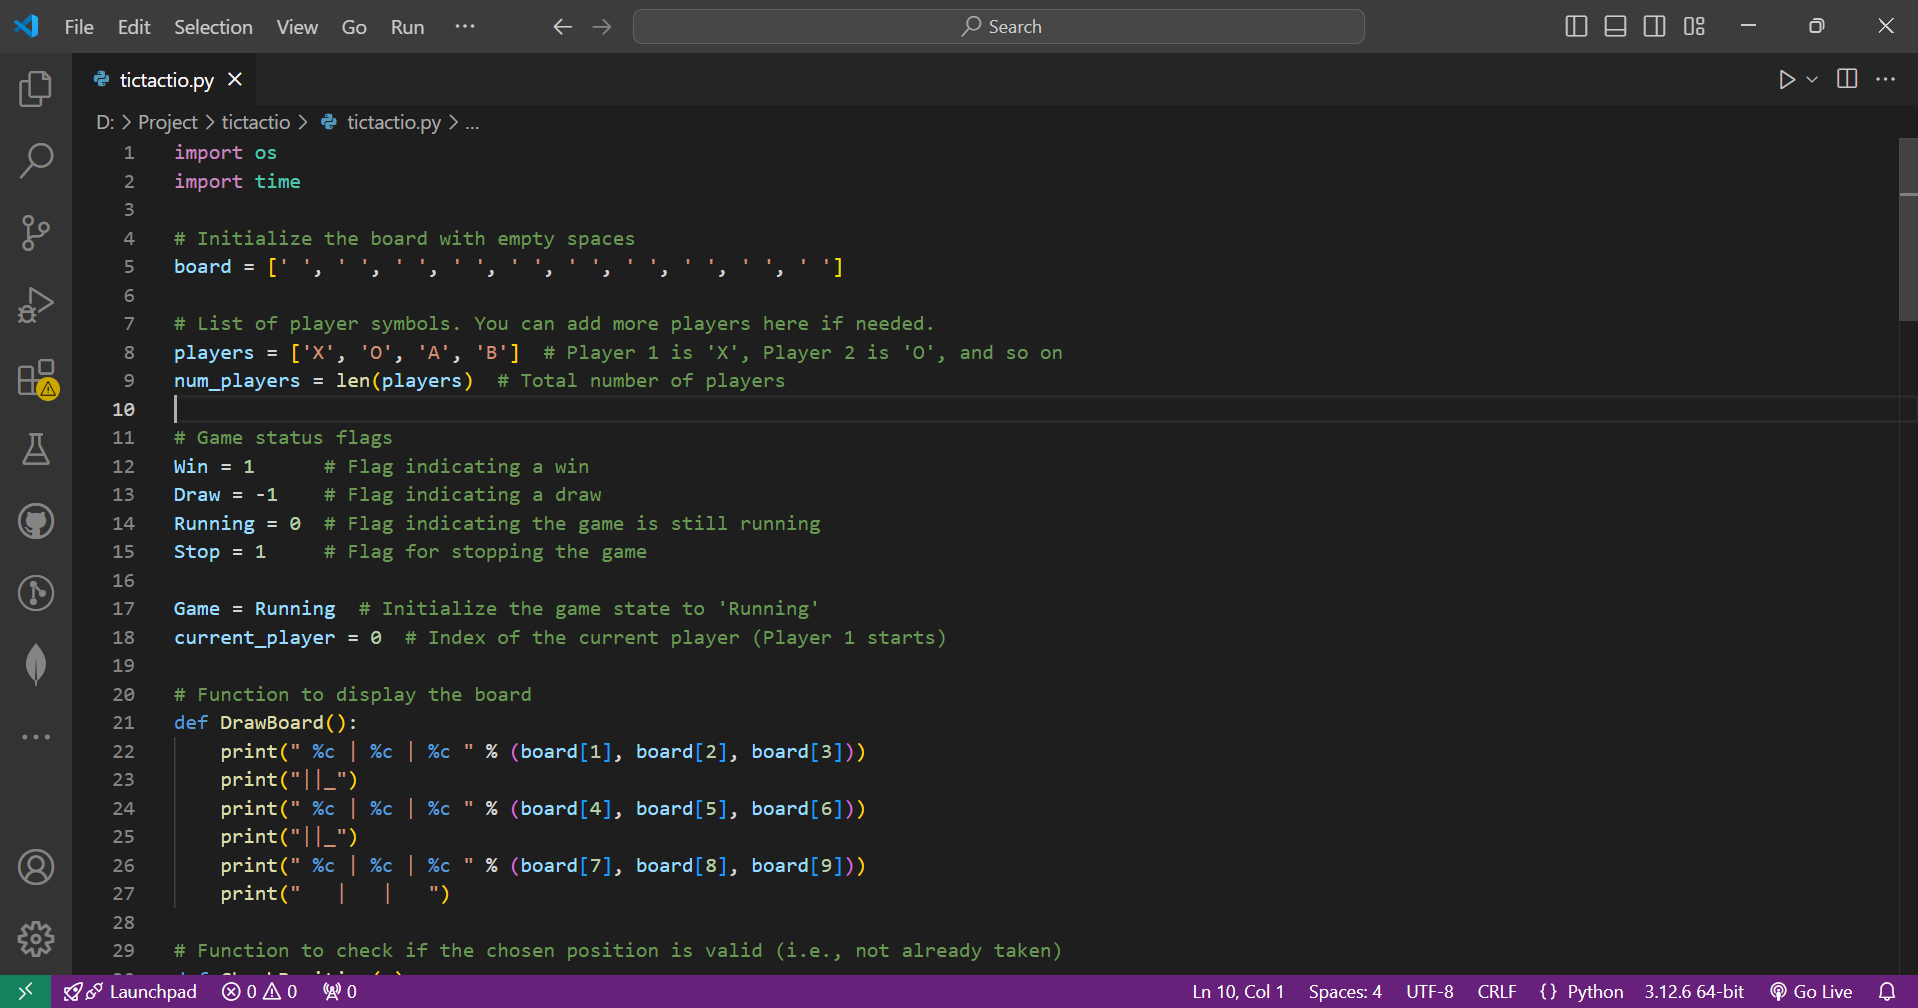 File Edit Selection View Go Run ··· Search
tictactio.py
D: > Project > tictactio > tictactio.py > ...
1 import os
2 import time
3
4 # Initialize the board with empty spaces
5 board = [' ', ' ', ' ', ' ', ' ', ' ', ' ', ' ', ' ', ' ']
6
7 # List of player symbols. You can add more players here if needed.
8 players = ['X', 'O', 'A', 'B']  # Player 1 is 'X', Player 2 is 'O', and so on
9 num_players = len(players)  # Total number of players
10
11 # Game status flags
12 Win = 1      # Flag indicating a win
13 Draw = -1    # Flag indicating a draw
14 Running = 0  # Flag indicating the game is still running
15 Stop = 1     # Flag for stopping the game
16
17 Game = Running  # Initialize the game state to 'Running'
18 current_player = 0  # Index of the current player (Player 1 starts)
19
20 # Function to display the board
21 def DrawBoard():
22     print(" %c | %c | %c " % (board[1], board[2], board[3]))
23     print("||_")
24     print(" %c | %c | %c " % (board[4], board[5], board[6]))
25     print("||_")
26     print(" %c | %c | %c " % (board[7], board[8], board[9]))
27     print("   |   |   ")
28
29 # Function to check if the chosen position is valid (i.e., not already taken)
Launchpad 0 0 0 Ln 10, Col 1 Spaces: 4 UTF-8 CRLF {} Python 3.12.6 64-bit Go Live